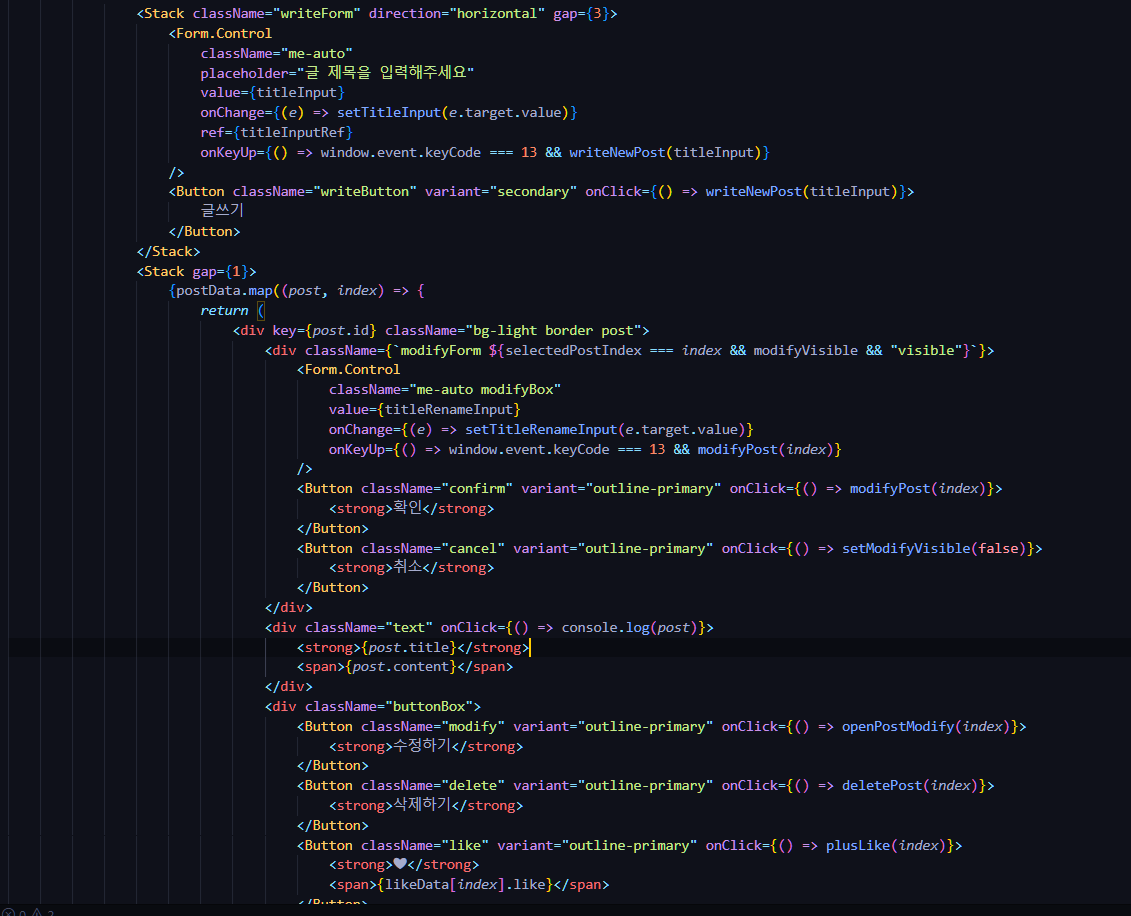 <Stack className="writeForm" direction="horizontal" gap={3}>
<Form.Control
className="me-auto"
placeholder="글 제목을 입력해주세요"
value={titleInput}
onChange={(e) => setTitleInput(e.target.value)}
ref={titleInputRef}
onKeyUp={() => window.event.keyCode === 13 && writeNewPost(titleInput)}
/>
<Button className="writeButton" variant="secondary" onClick={() => writeNewPost(titleInput)}>
글쓰기
</Button>
</Stack>
<Stack gap={1}>
{postData.map((post, index) => {
return (
<div key={post.id} className="bg-light border post">
<div className={`modifyForm ${selectedPostIndex === index && modifyVisible && "visible"}`}>
<Form.Control
className="me-auto modifyBox"
value={titleRenameInput}
onChange={(e) => setTitleRenameInput(e.target.value)}
onKeyUp={() => window.event.keyCode === 13 && modifyPost(index)}
/>
<Button className="confirm" variant="outline-primary" onClick={() => modifyPost(index)}>
<strong>확인</strong>
</Button>
<Button className="cancel" variant="outline-primary" onClick={() => setModifyVisible(false)}>
<strong>취소</strong>
</Button>
</div>
<div className="text" onClick={() => console.log(post)}>
<strong>{post.title}</strong>
<span>{post.content}</span>
</div>
<div className="buttonBox">
<Button className="modify" variant="outline-primary" onClick={() => openPostModify(index)}>
<strong>수정하기</strong>
</Button>
<Button className="delete" variant="outline-primary" onClick={() => deletePost(index)}>
<strong>삭제하기</strong>
</Button>
<Button className="like" variant="outline-primary" onClick={() => plusLike(index)}>
<strong>🤍</strong>
<span>{likeData[index].like}</span>
</Button>